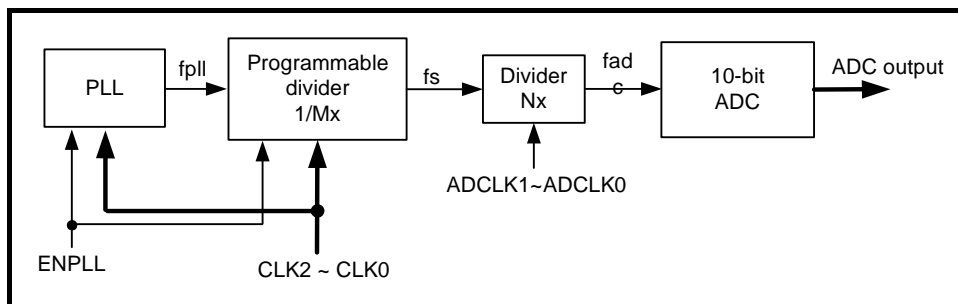 PLL
fpll
Programmable
divider
1/Mx
fs
Divider
Nx
fad
c
10-bit
ADC
ADC output
ADCLK1~ADCLK0
ENPLL
CLK2 ~ CLK0